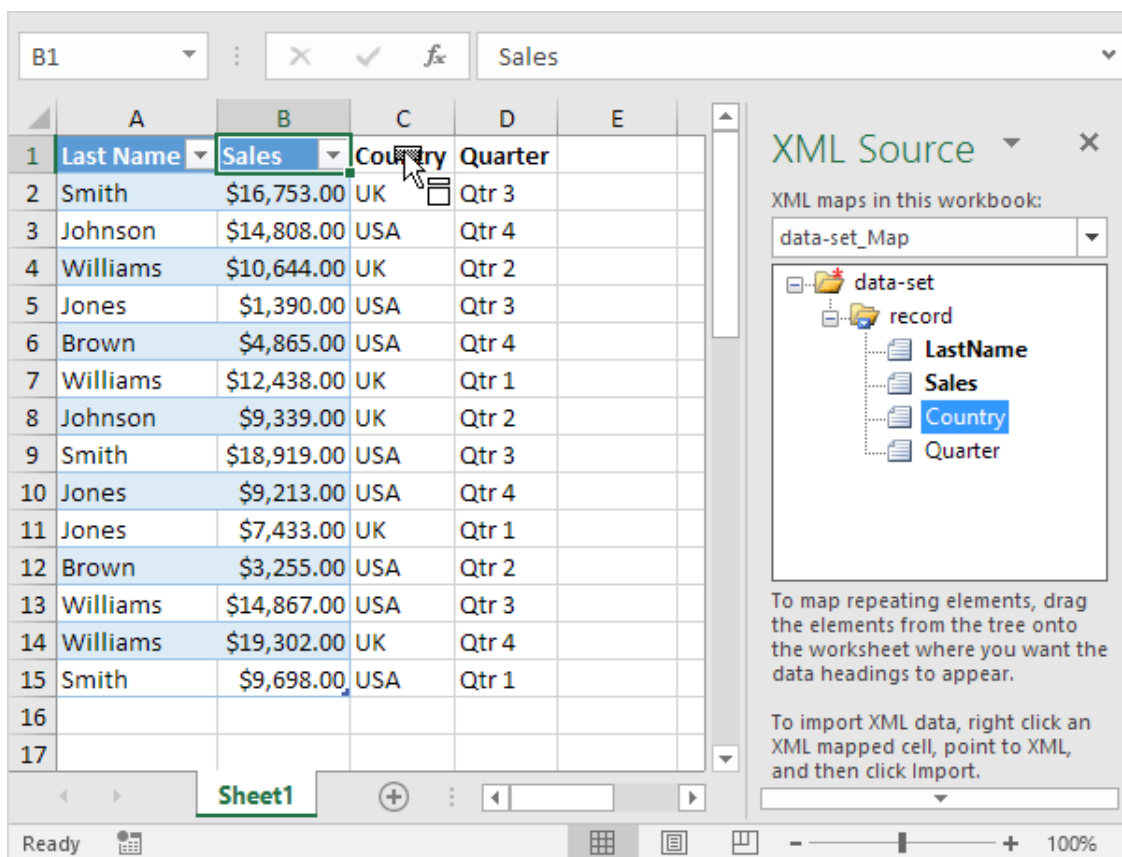 B1 fx Sales
A B C D E
1 Last Name Sales Country Quarter
2 Smith $16,753.00 UK Qtr 3
3 Johnson $14,808.00 USA Qtr 4
4 Williams $10,644.00 UK Qtr 2
5 Jones $1,390.00 USA Qtr 3
6 Brown $4,865.00 USA Qtr 4
7 Williams $12,438.00 UK Qtr 1
8 Johnson $9,339.00 UK Qtr 2
9 Smith $18,919.00 USA Qtr 3
10 Jones $9,213.00 USA Qtr 4
11 Jones $7,433.00 UK Qtr 1
12 Brown $3,255.00 USA Qtr 2
13 Williams $14,867.00 USA Qtr 3
14 Williams $19,302.00 UK Qtr 4
15 Smith $9,698.00 USA Qtr 1
16
17
Sheet1
XML Source
XML maps in this workbook:
data-set_Map
data-set
record
LastName
Sales
Country
Quarter
To map repeating elements, drag
the elements from the tree onto
the worksheet where you want the
data headings to appear.
To import XML data, right click an
XML mapped cell, point to XML,
and then click Import.
Ready 100%